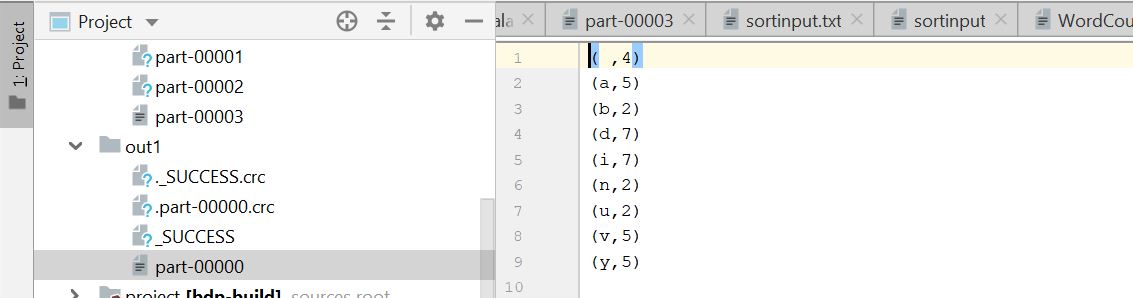 1: Project
Project
part-00001
part-00002
part-00003
out1
._SUCCESS.crc
.part-00000.crc
_SUCCESS
part-00000
project [bdp-build] sources root
ala
part-00003
sortinput.txt
sortinput
WordCou
1 ( ,4)
2 (a,5)
3 (b,2)
4 (d,7)
5 (i,7)
6 (n,2)
7 (u,2)
8 (v,5)
9 (y,5)
10